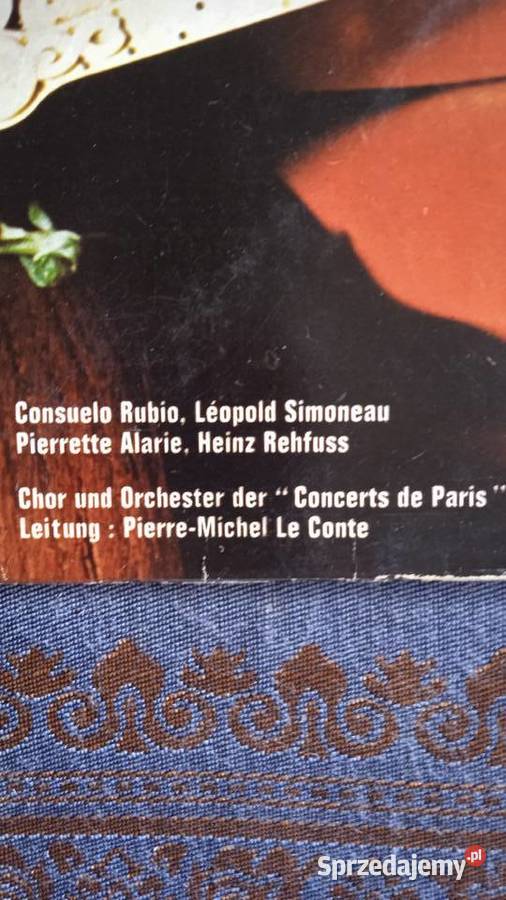 Consuelo Rubio, Léopold Simoneau
Pierrette Alarie, Heinz Rehfuss
Chor und Orchester der "Concerts de Paris"
Leitung : Pierre-Michel Le Conte
Sprzedajemy.pl